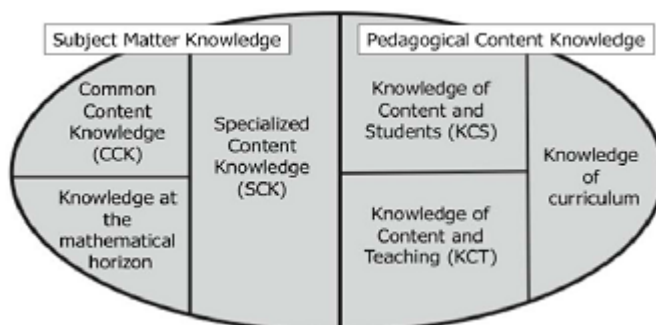 Subject Matter Knowledge
Pedagogical Content Knowledge
Common
Content
Knowledge
(CCK)
Knowledge at
the
mathematical
horizon
Specialized
Content
Knowledge
(SCK)
Knowledge of
Content and
Students (KCS)
Knowledge of
Content and
Teaching (KCT)
Knowledge
of
curriculum